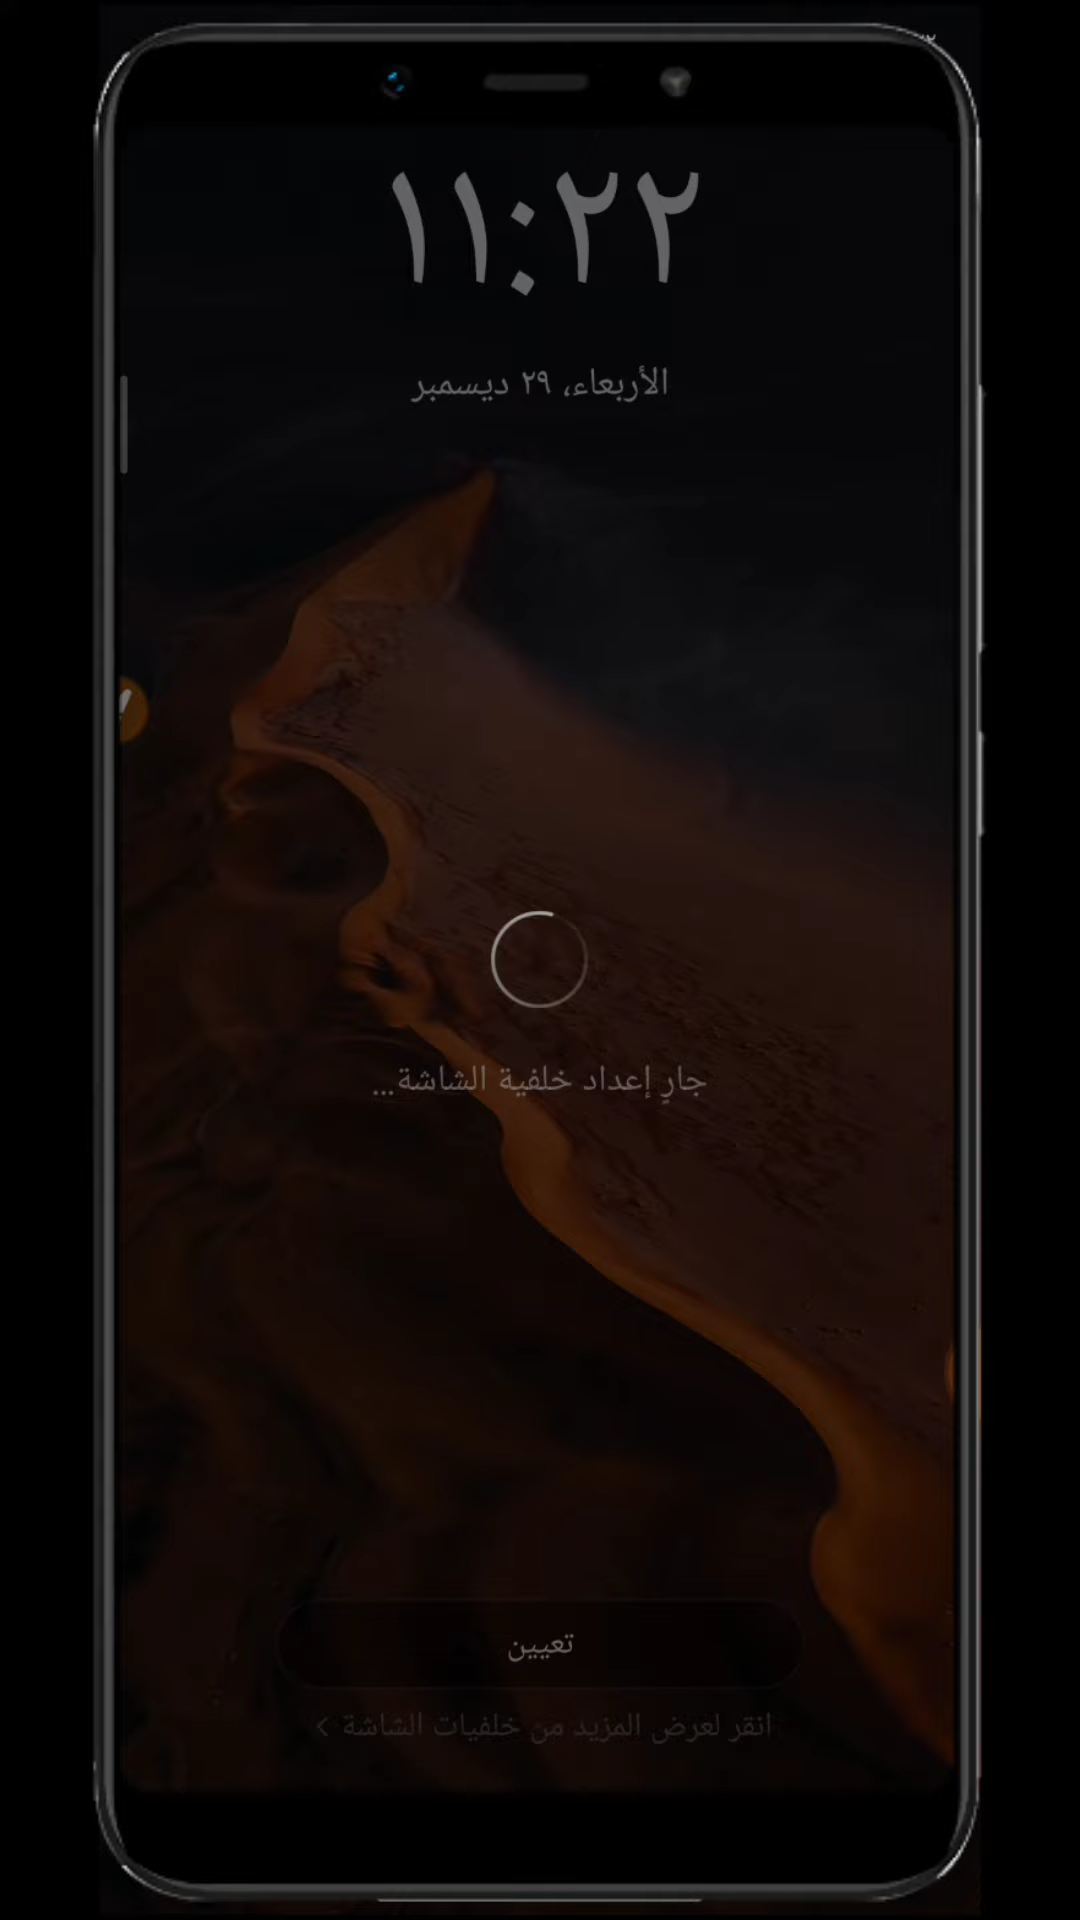 ١١:٢٢
الأربعاء، ٢٩ ديسمبر
جارٍ إعداد خلفية الشاشة...
تعيين
انقر لعرض المزيد من خلفيات الشاشة >